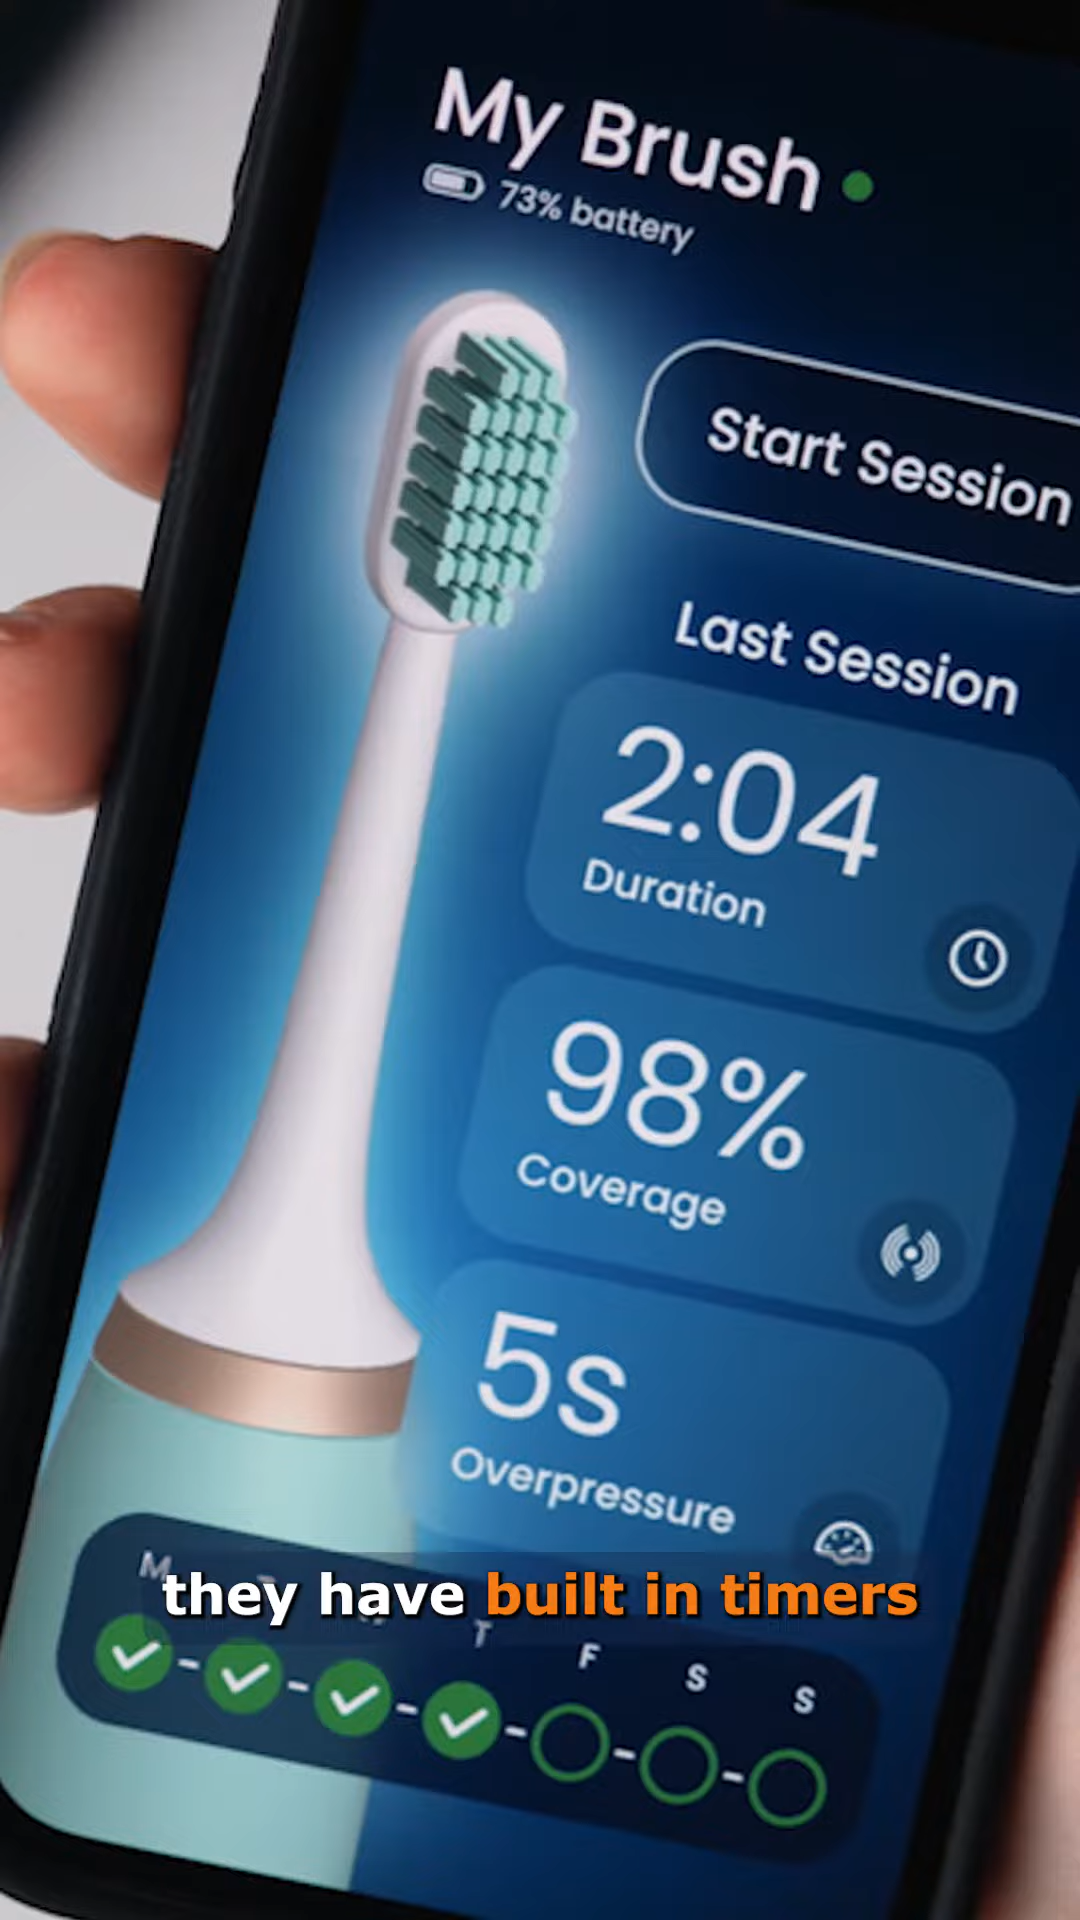 My Brush
73% battery
Start Session
Last Session
2:04
Duration
98%
Coverage
5s
Overpressure
they have built in timers
M
T F S S